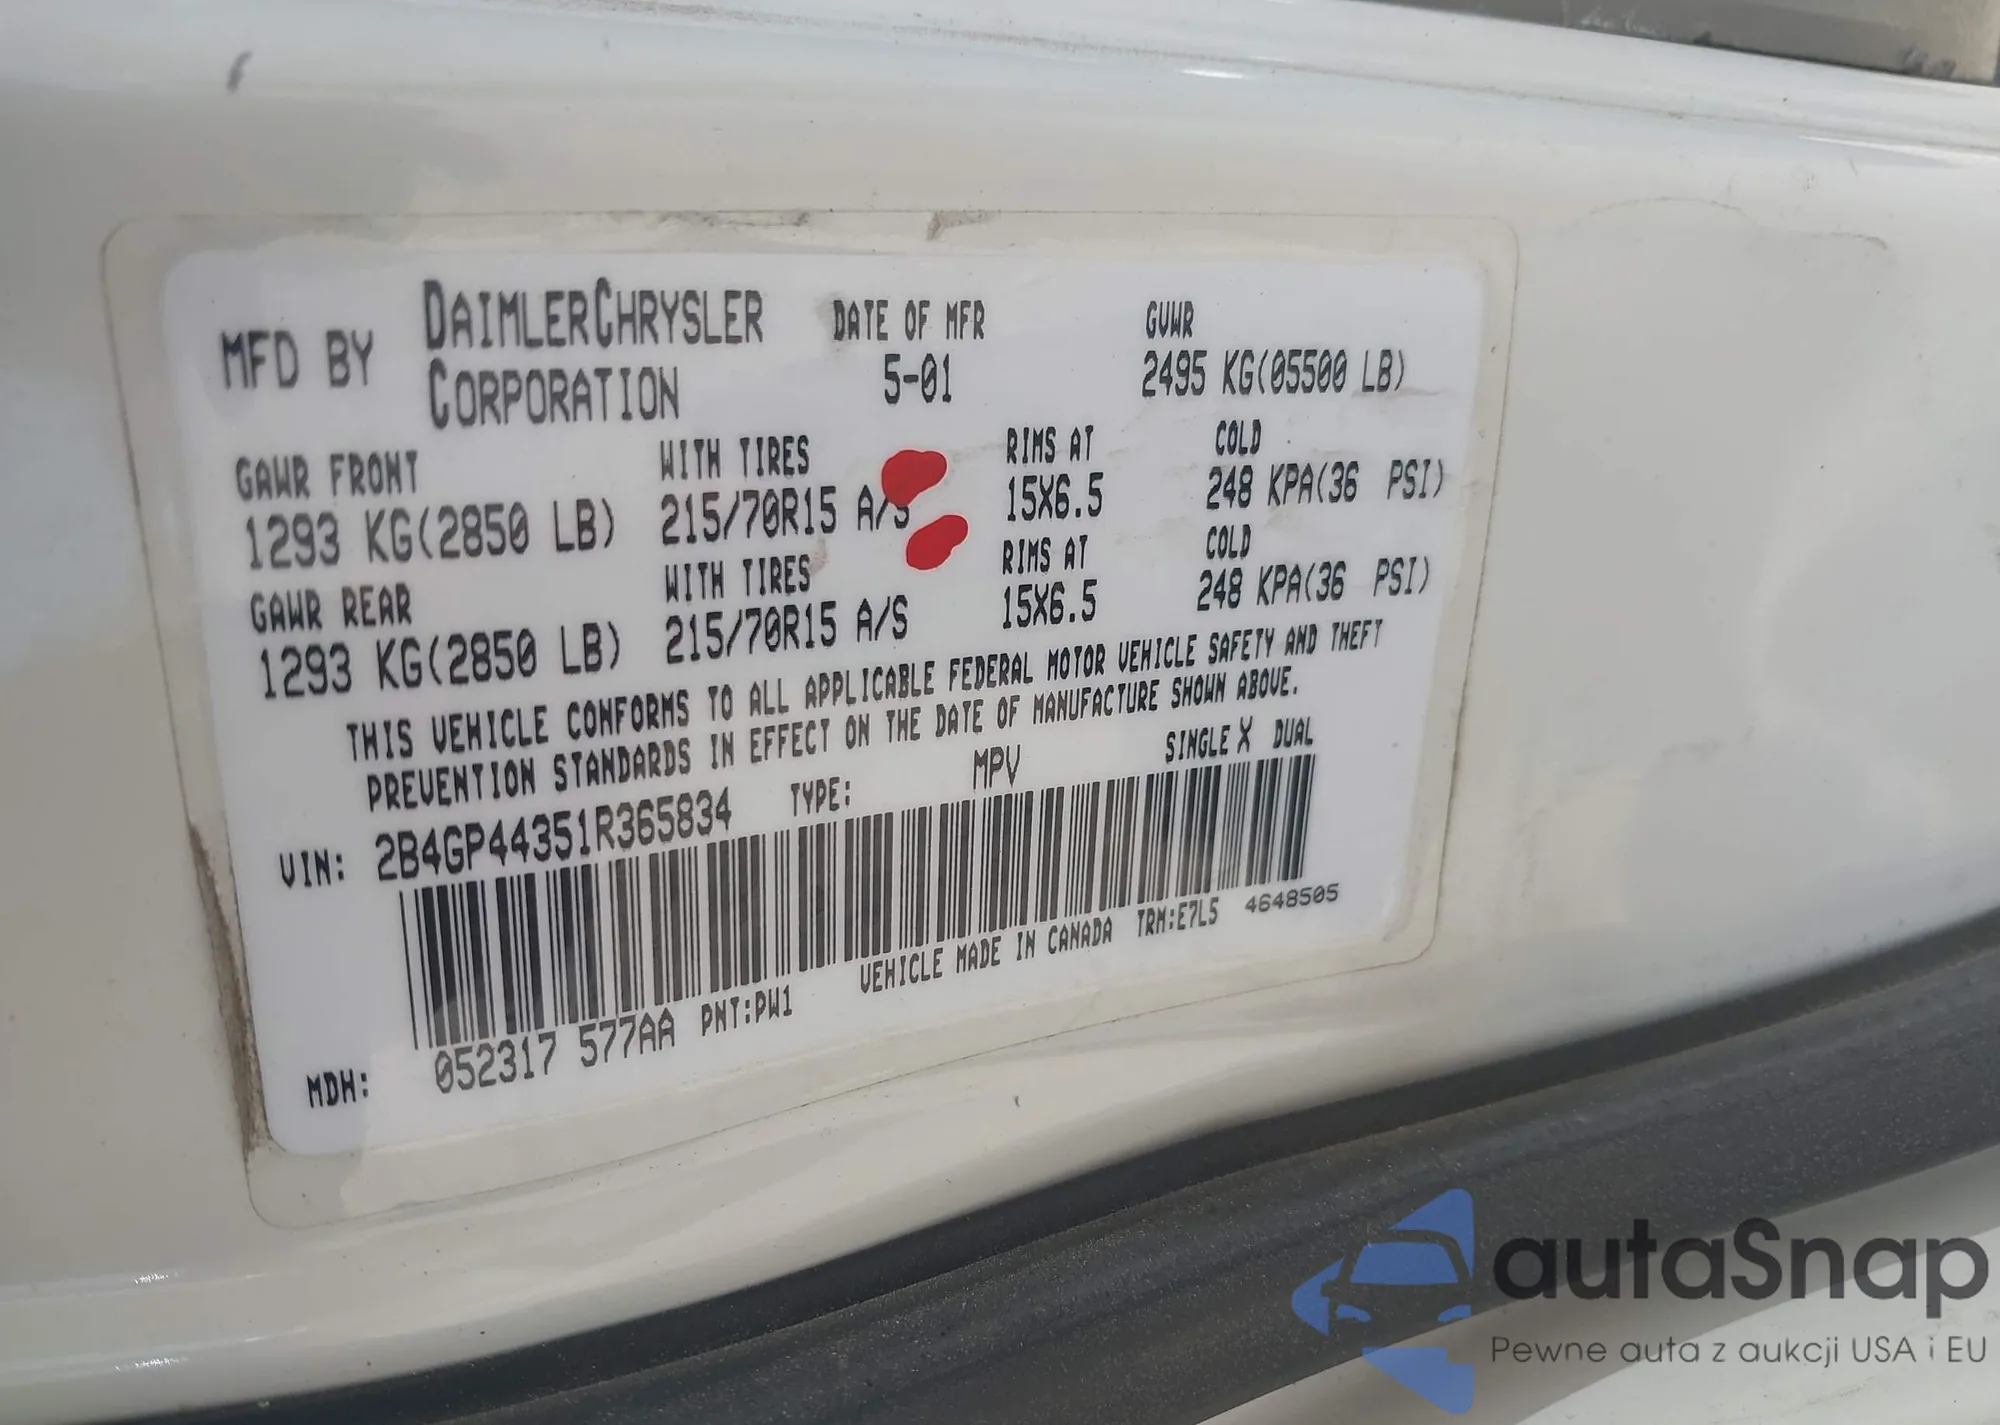 MFD BY DAIMLERCHRYSLER CORPORATION
DATE OF MFR
5-01
GVWR
2495 KG(05500 LB)
GAWR FRONT WITH TIRES RIMS AT COLD
1293 KG(2850 LB) 215/70R15 A/S 15X6.5 248 KPA(36 PSI)
GAWR REAR WITH TIRES RIMS AT COLD
1293 KG(2850 LB) 215/70R15 A/S 15X6.5 248 KPA(36 PSI)
THIS VEHICLE CONFORMS TO ALL APPLICABLE FEDERAL MOTOR VEHICLE SAFETY AND THEFT
PREVENTION STANDARDS IN EFFECT ON THE DATE OF MANUFACTURE SHOWN ABOVE.
VIN: 2B4GP44351R365834 TYPE: MPV SINGLE X DUAL
MDH: 052317 577AA PNT:PW1 VEHICLE MADE IN CANADA TRM:E7L5 4648505
autaSnap
Pewne auta z aukcji USA i EU